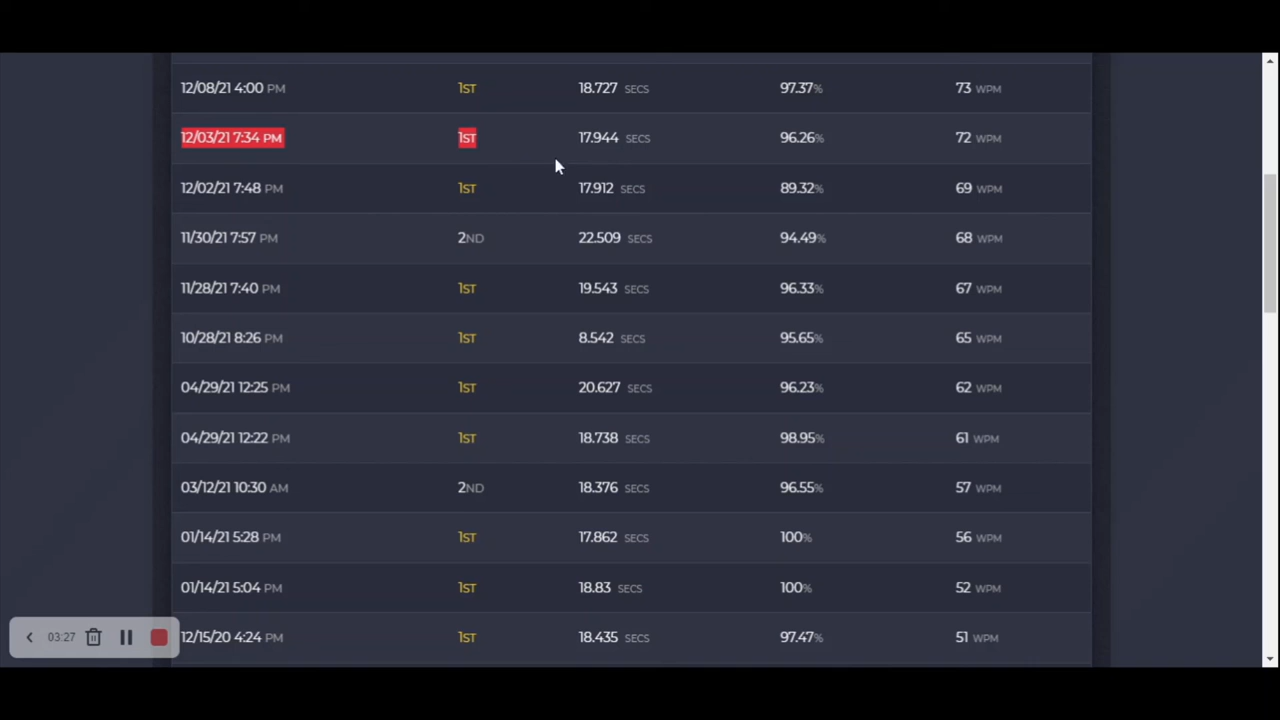 12/08/21 4:00 PM 1ST 18.727 SECS 97.37% 73 WPM
12/03/21 7:34 PM 1ST 17.944 SECS 96.26% 72 WPM
12/02/21 7:48 PM 1ST 17.912 SECS 89.32% 69 WPM
11/30/21 7:57 PM 2ND 22.509 SECS 94.49% 68 WPM
11/28/21 7:40 PM 1ST 19.543 SECS 96.33% 67 WPM
10/28/21 8:26 PM 1ST 8.542 SECS 95.65% 65 WPM
04/29/21 12:25 PM 1ST 20.627 SECS 96.23% 62 WPM
04/29/21 12:22 PM 1ST 18.738 SECS 98.95% 61 WPM
03/12/21 10:30 AM 2ND 18.376 SECS 96.55% 57 WPM
01/14/21 5:28 PM 1ST 17.862 SECS 100% 56 WPM
01/14/21 5:04 PM 1ST 18.83 SECS 100% 52 WPM
12/15/20 4:24 PM 1ST 18.435 SECS 97.47% 51 WPM
03:27